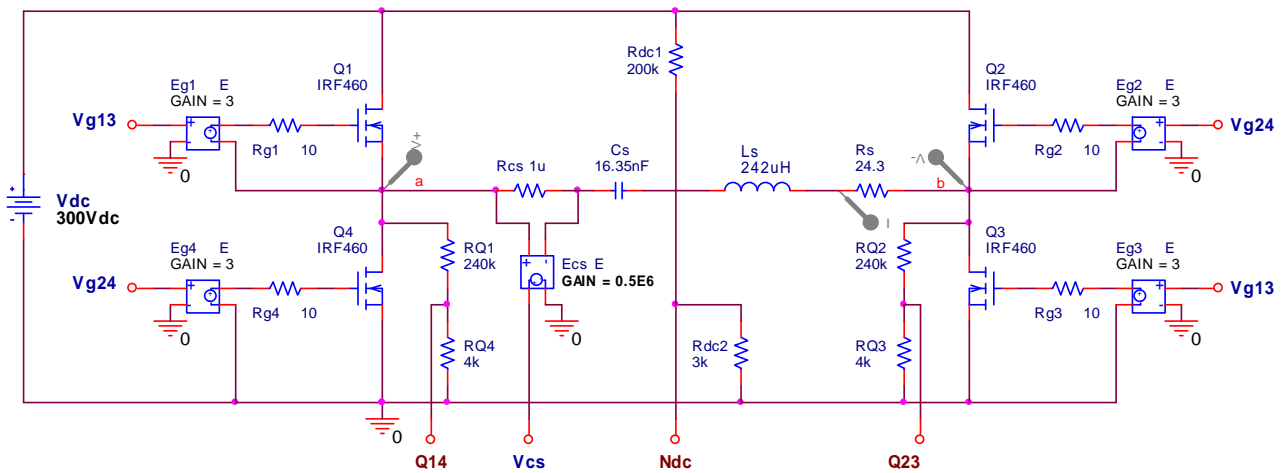 Vdc
300Vdc
Vg13
Eg1 E
GAIN = 3
0
Rg1 10
Q1
IRF460
V+
a
Vg24
Eg4 E
GAIN = 3
0
Rg4 10
Q4
IRF460
0
RQ1
240k
RQ4
4k
Q14
Rcs 1u
Cs
16.35nF
Ecs E
GAIN = 0.5E6
0
Vcs
Rdc1
200k
Rdc2
3k
Ndc
Ls
242uH
Rs
24.3
I
V-
b
Q2
IRF460
Rg2 10
Eg2 E
GAIN = 3
0
Vg24
RQ2
240k
RQ3
4k
Q23
Q3
IRF460
Rg3 10
Eg3 E
GAIN = 3
0
Vg13